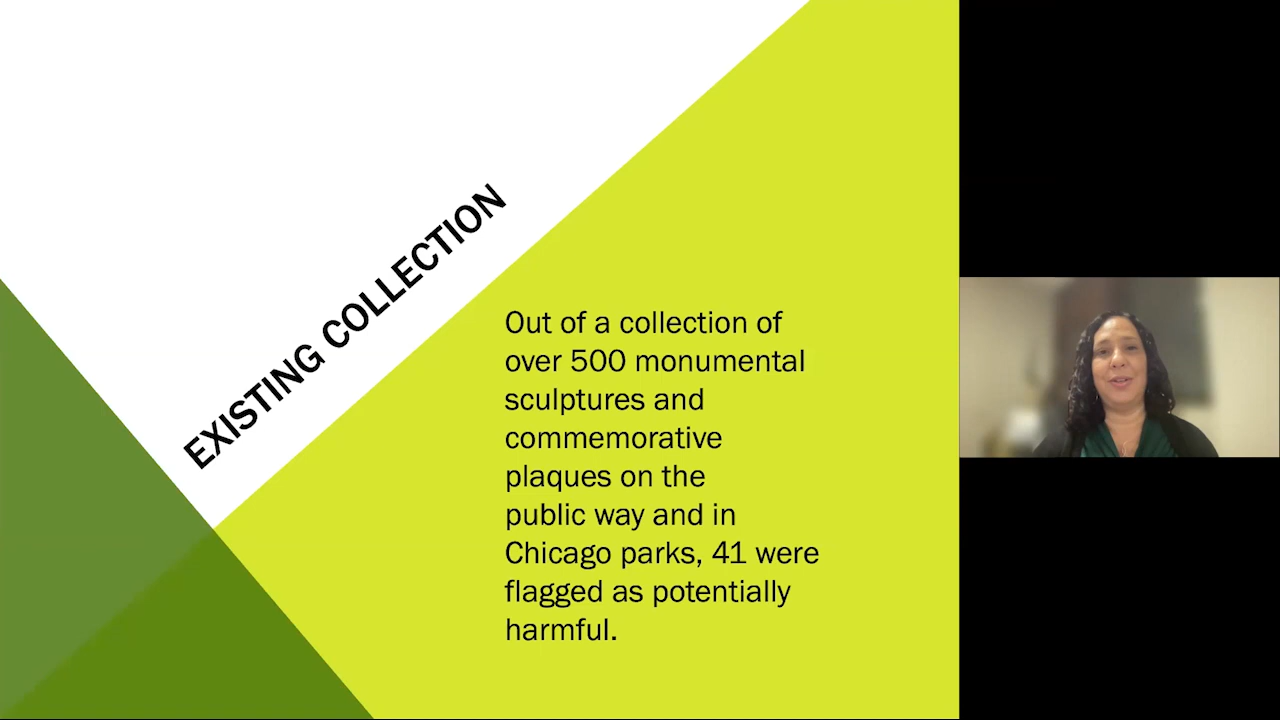 EXISTING COLLECTION
Out of a collection of
over 500 monumental
sculptures and
commemorative
plaques on the
public way and in
Chicago parks, 41 were
flagged as potentially
harmful.